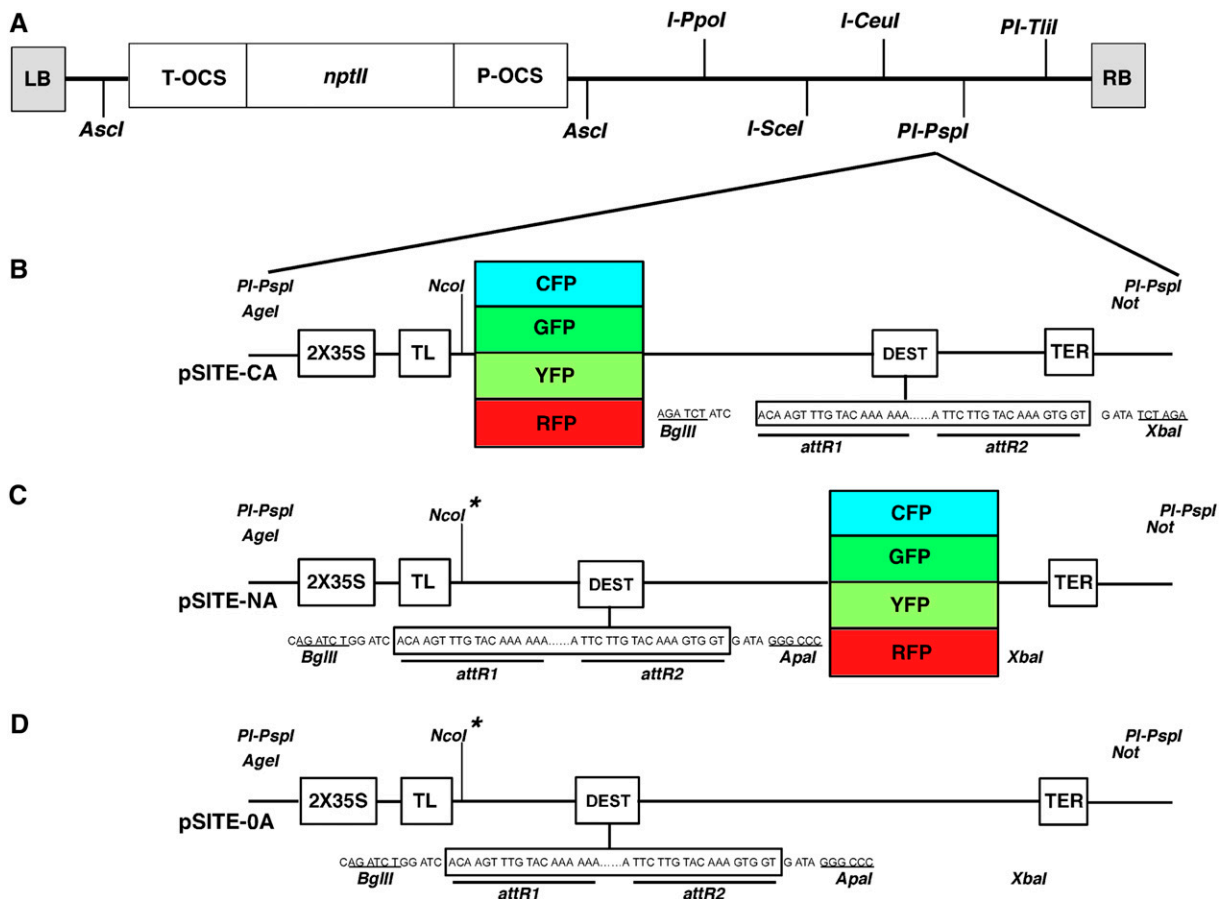 A
I-PpoI I-CeuI PI-TliI
LB T-OCS nptII P-OCS RB
AscI AscI I-SceI PI-PspI
B
PI-PspI NcoI CFP PI-PspI
AgeI GFP Not
2X35S TL DEST TER
pSITE-CA YFP
RFP AGA TCT ATC ACA AGT TTG TAC AAA AAA......A TTC TTG TAC AAA GTG GT G ATA TCT AGA
BglII attR1 attR2 XbaI
C
PI-PspI NcoI * CFP PI-PspI
AgeI GFP Not
2X35S TL DEST TER
pSITE-NA YFP
CAG ATC TGG ATC ACA AGT TTG TAC AAA AAA......A TTC TTG TAC AAA GTG GT G ATA GGG CCC RFP
BglII attR1 attR2 ApaI XbaI
D
PI-PspI NcoI * PI-PspI
AgeI Not
2X35S TL DEST TER
pSITE-0A
CAG ATC TGG ATC ACA AGT TTG TAC AAA AAA......A TTC TTG TAC AAA GTG GT G ATA GGG CCC
BglII attR1 attR2 ApaI XbaI